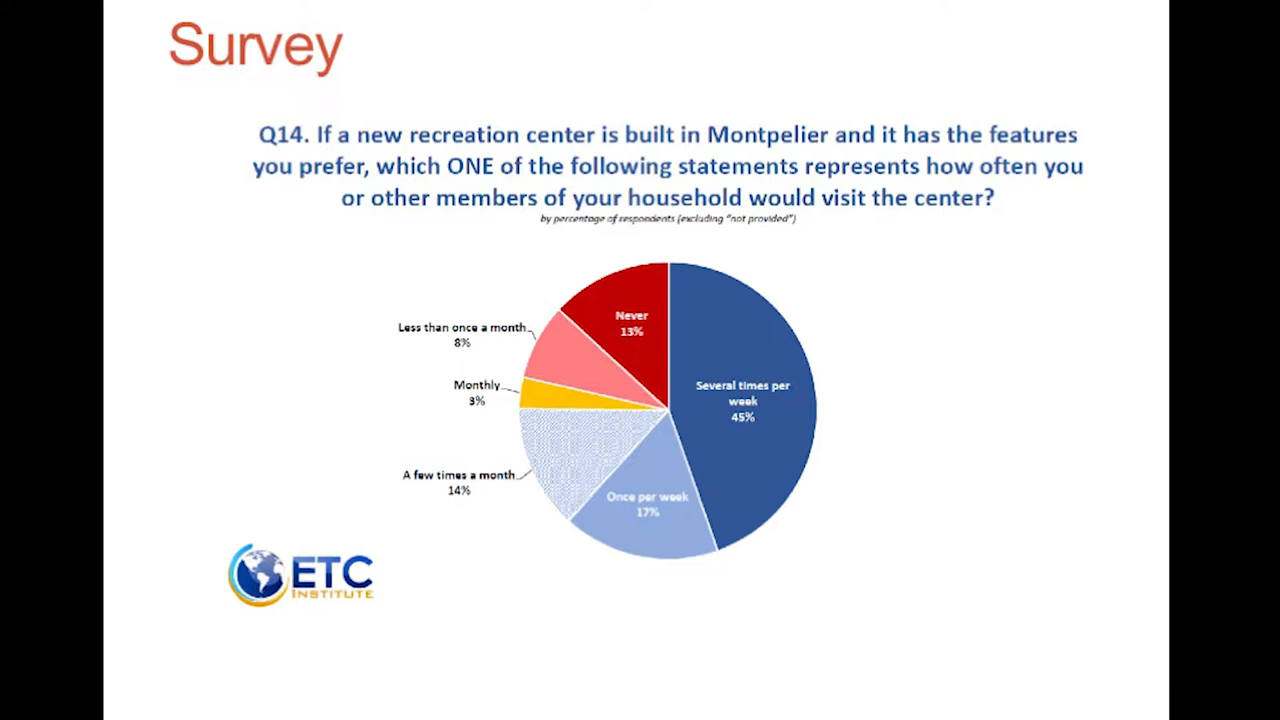 Survey
Q14. If a new recreation center is built in Montpelier and it has the features
you prefer, which ONE of the following statements represents how often you
or other members of your household would visit the center?
by percentage of respondents (excluding "not provided")
Never
13%
Less than once a month
8%
Several times per
week
45%
Monthly
3%
A few times a month
14%
Once per week
17%
ETC
INSTITUTE